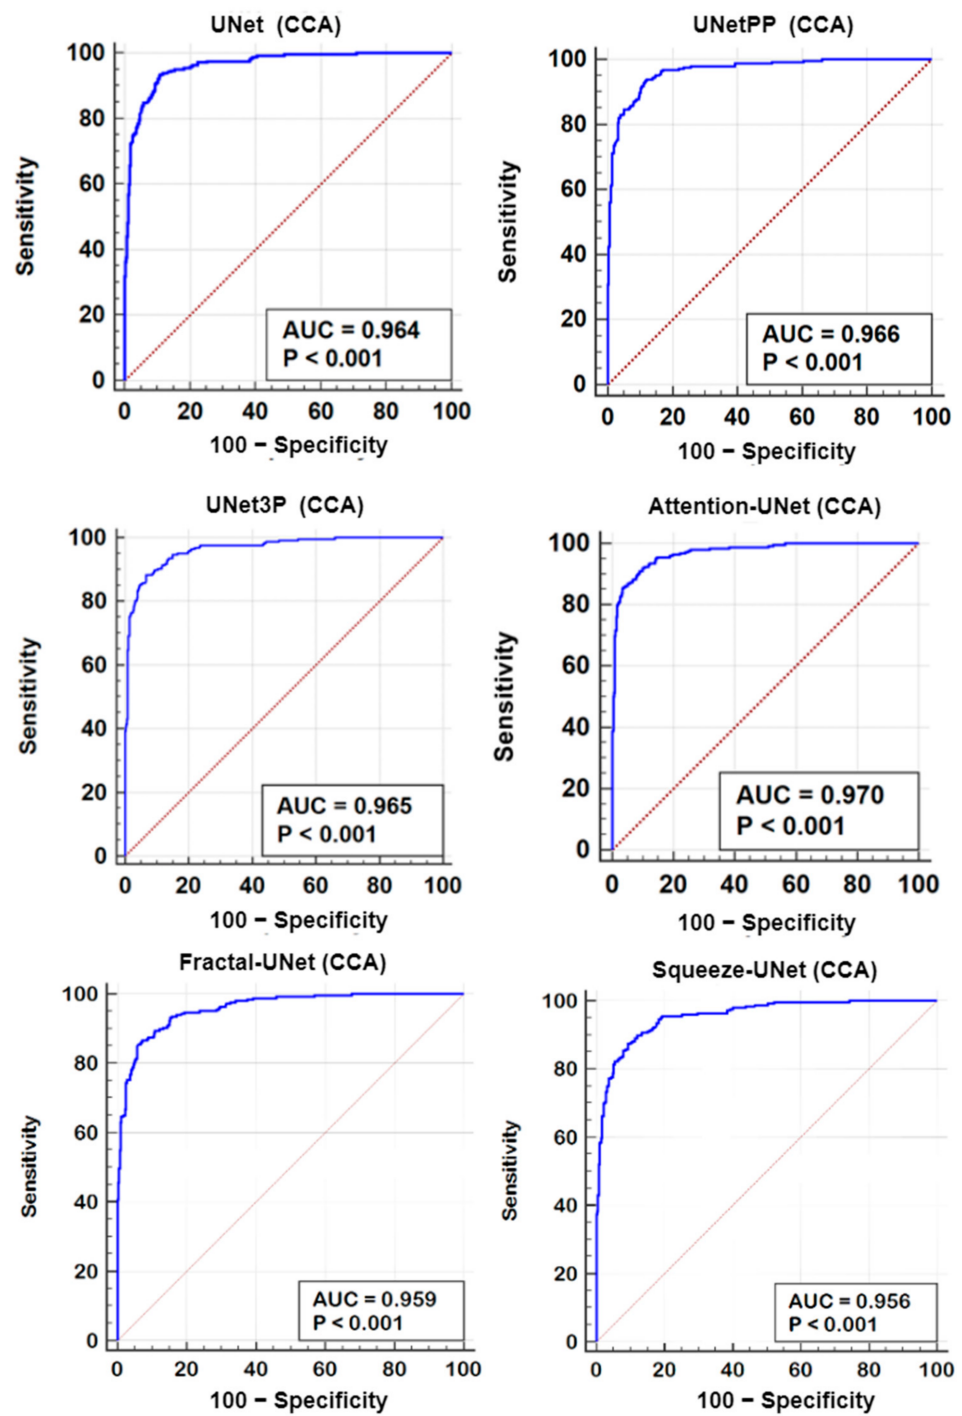 UNet (CCA)
100
80
60
40
20
0
Sensitivity
AUC = 0.964
P < 0.001
0 20 40 60 80 100
100 − Specificity
UNetPP (CCA)
100
80
60
40
20
0
Sensitivity
AUC = 0.966
P < 0.001
0 20 40 60 80 100
100 − Specificity
UNet3P (CCA)
100
80
60
40
20
0
Sensitivity
AUC = 0.965
P < 0.001
0 20 40 60 80 100
100 − Specificity
Attention-UNet (CCA)
100
80
60
40
20
0
Sensitivity
AUC = 0.970
P < 0.001
0 20 40 60 80 100
100 − Specificity
Fractal-UNet (CCA)
100
80
60
40
20
0
Sensitivity
AUC = 0.959
P < 0.001
0 20 40 60 80 100
100 − Specificity
Squeeze-UNet (CCA)
100
80
60
40
20
0
Sensitivity
AUC = 0.956
P < 0.001
0 20 40 60 80 100
100 − Specificity